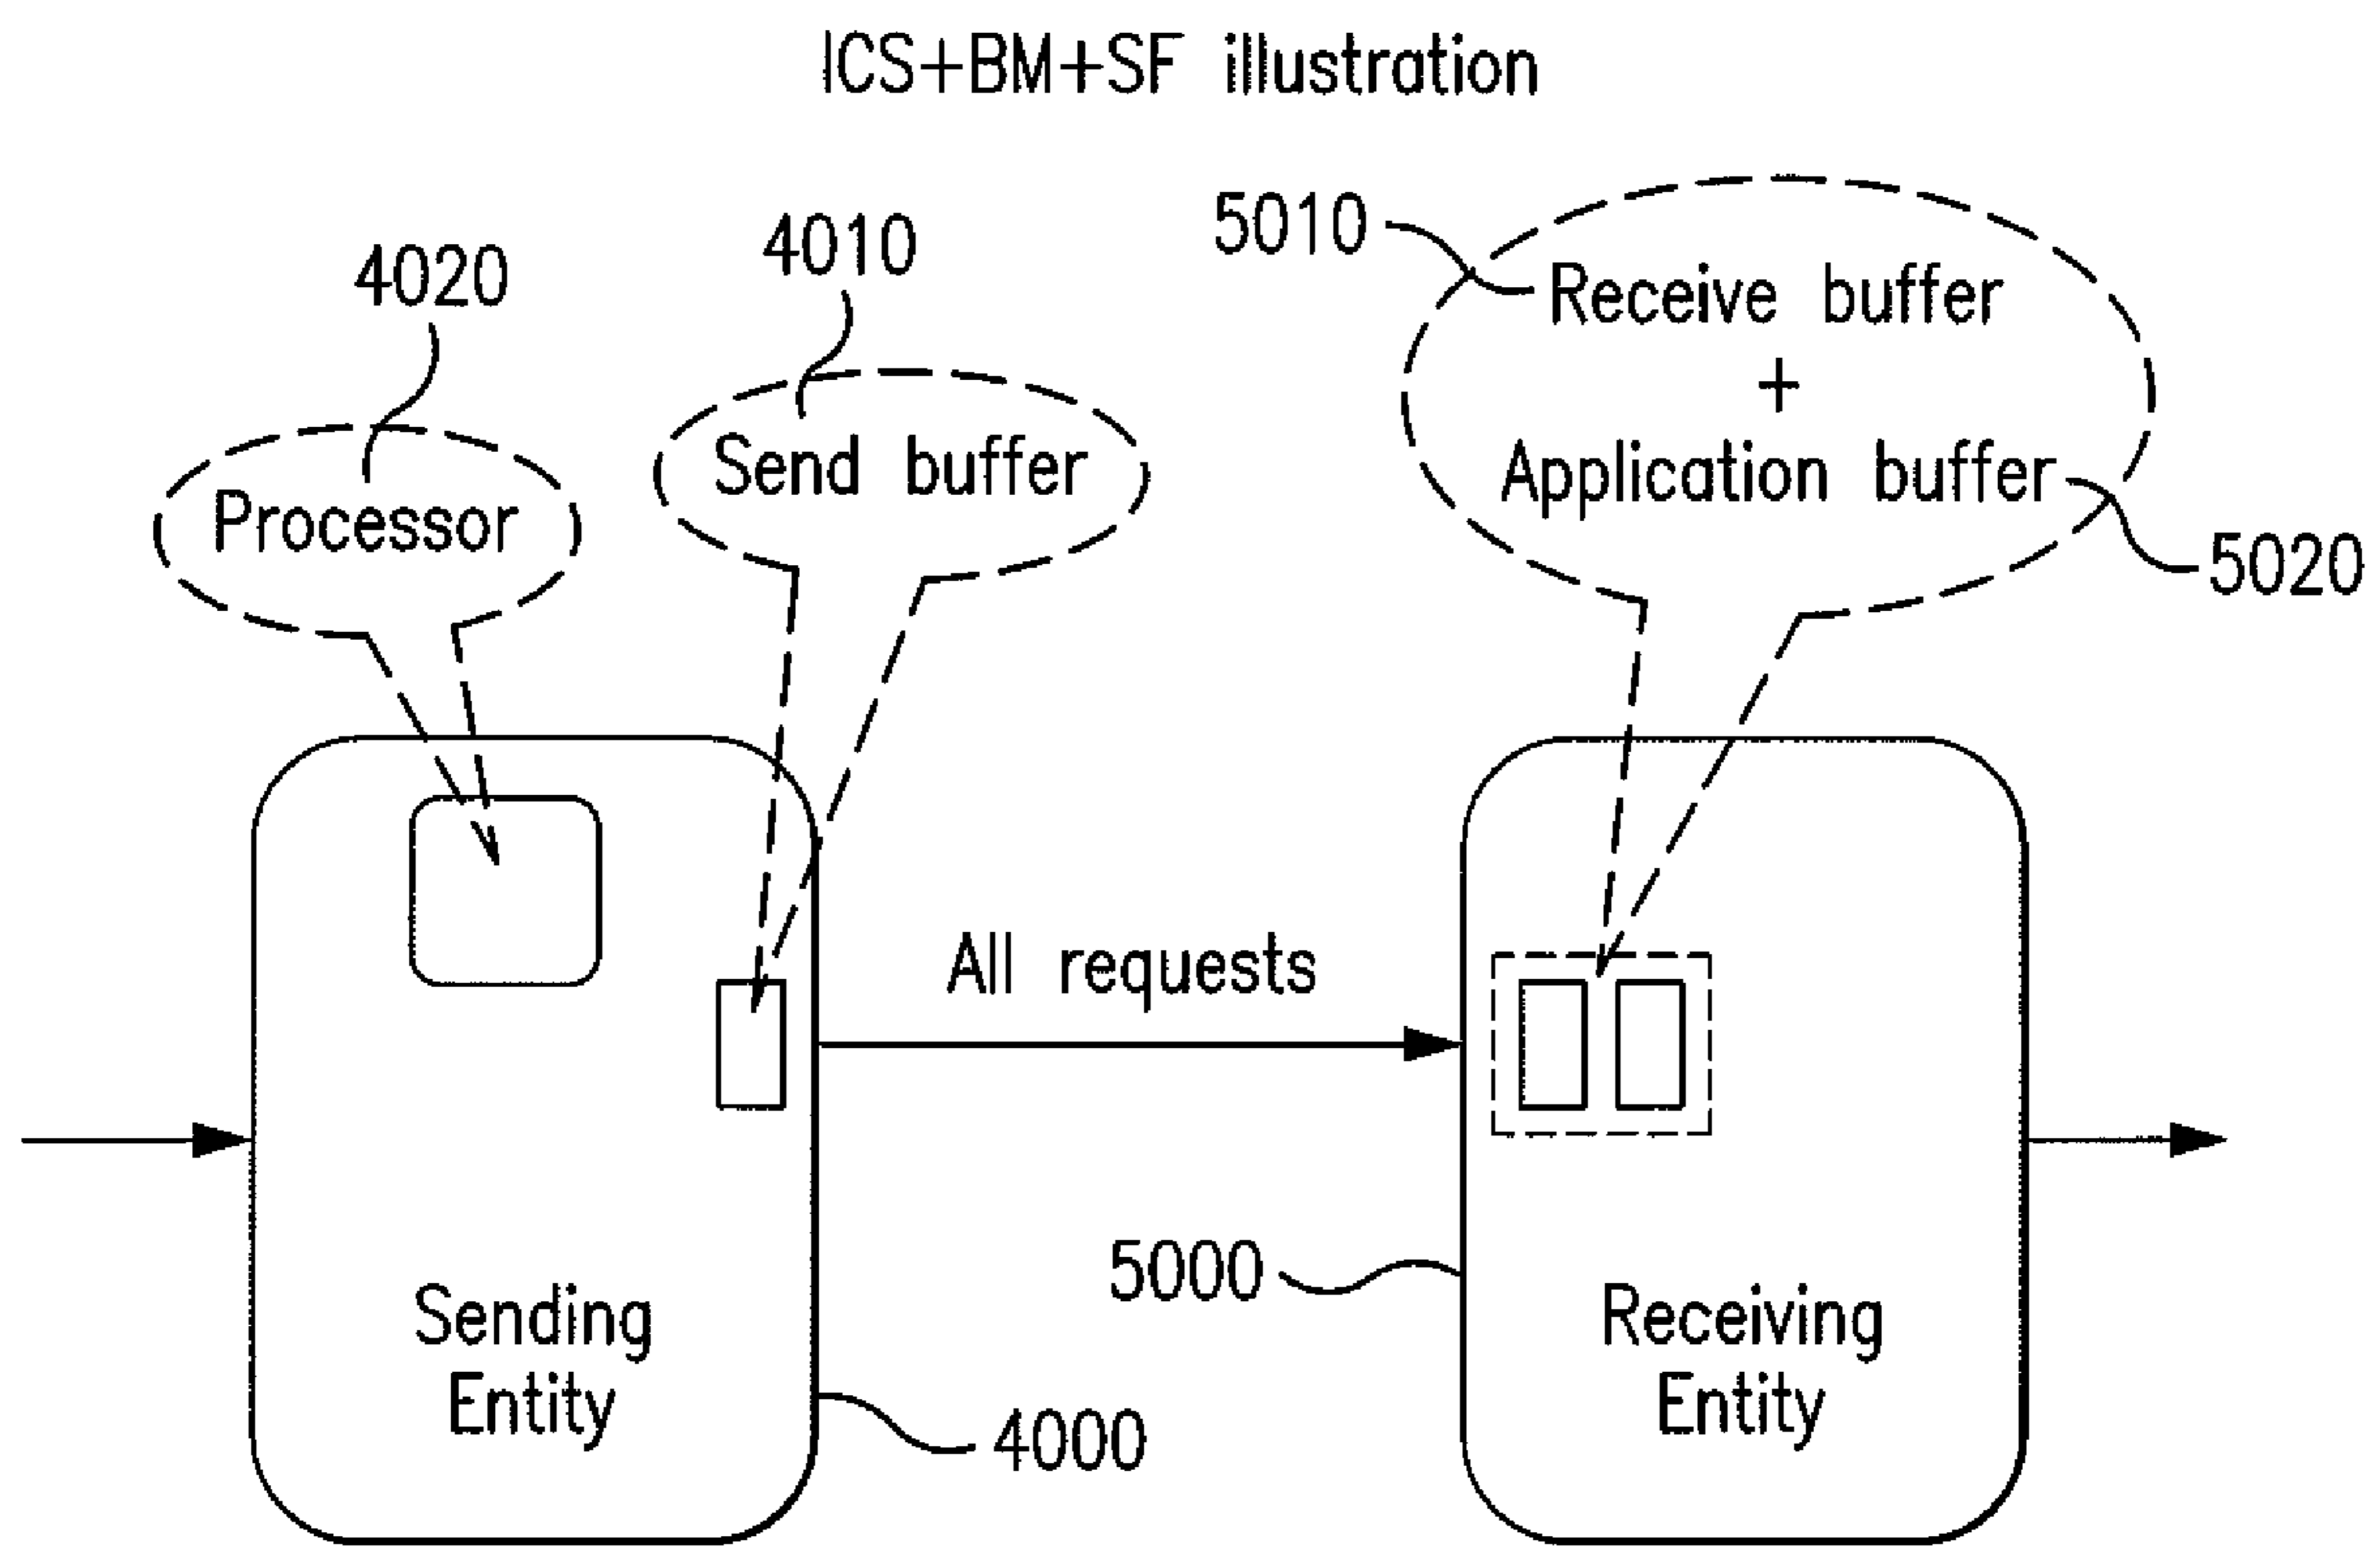 ICS+BM+SF illustration
4020
4010
5010
Receive buffer
+
Application buffer
5020
Processor
Send buffer
All requests
5000
Sending
Entity
4000
Receiving
Entity